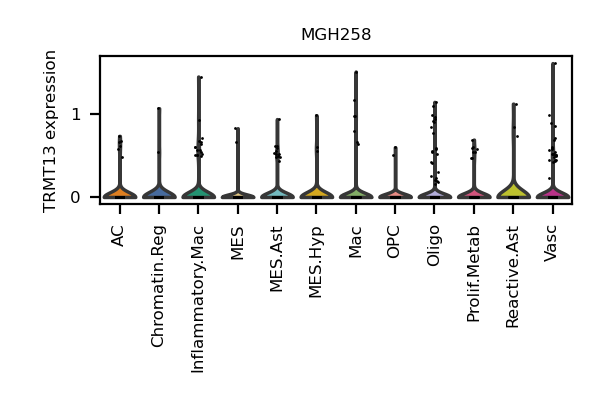 MGH258
TRMT13 expression
1
0
AC
Chromatin.Reg
Inflammatory.Mac
MES
MES.Ast
MES.Hyp
Mac
OPC
Oligo
Prolif.Metab
Reactive.Ast
Vasc